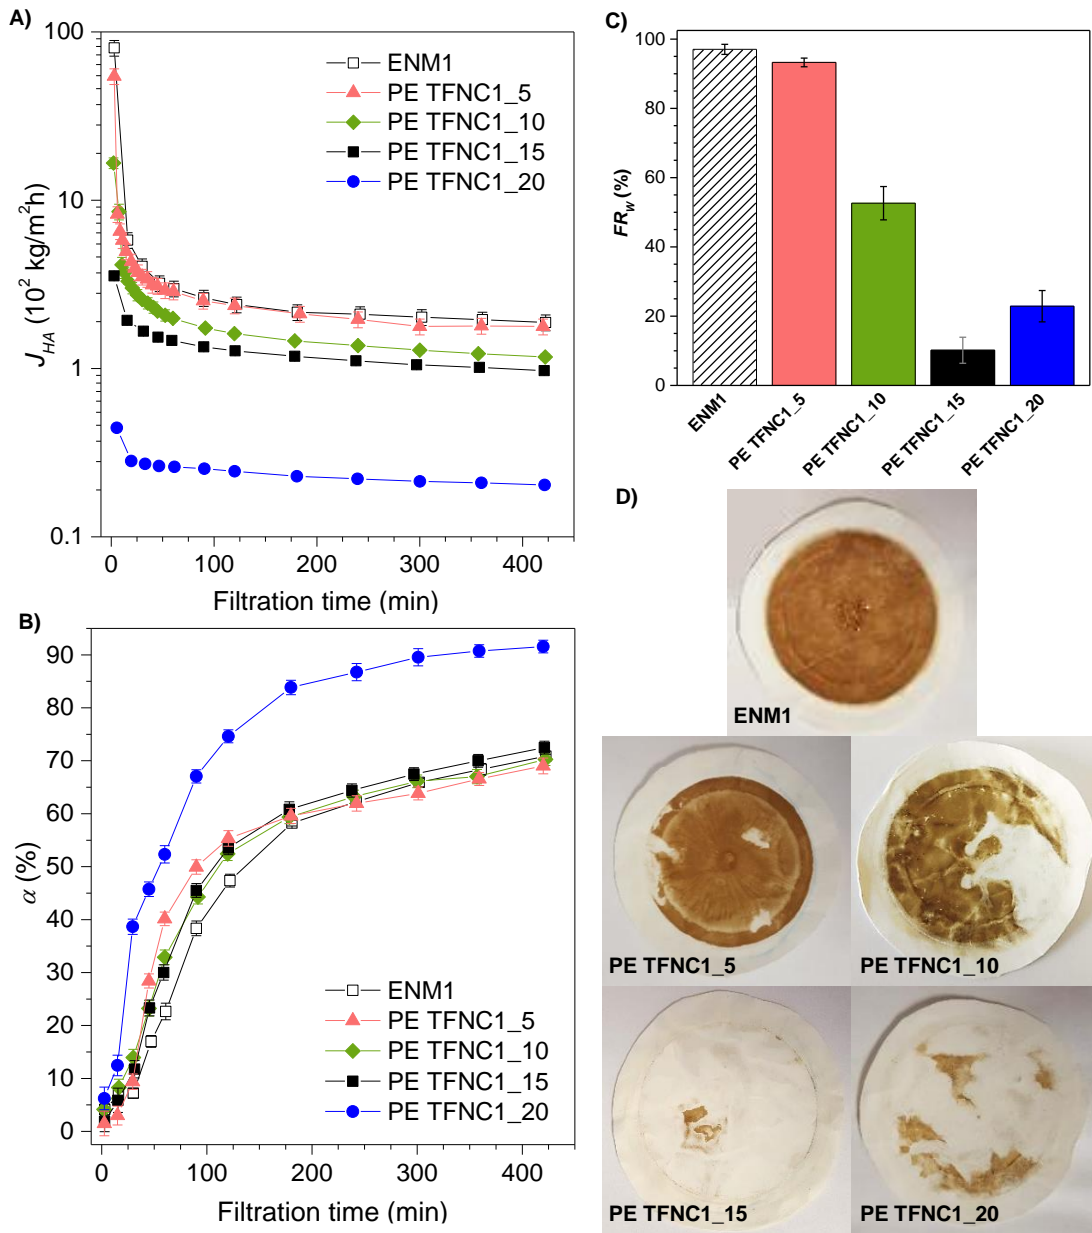 A)
100
10
1
0.1
J_HA (10² kg/m²h)
ENM1
PE TFNC1_5
PE TFNC1_10
PE TFNC1_15
PE TFNC1_20
0 100 200 300 400
Filtration time (min)
B)
90
80
70
60
50
40
30
20
10
0
α (%)
ENM1
PE TFNC1_5
PE TFNC1_10
PE TFNC1_15
PE TFNC1_20
0 100 200 300 400
Filtration time (min)
C)
100
80
60
40
20
0
FR_w (%)
ENM1
PE TFNC1_5
PE TFNC1_10
PE TFNC1_15
PE TFNC1_20
D)
ENM1
PE TFNC1_5
PE TFNC1_10
PE TFNC1_15
PE TFNC1_20